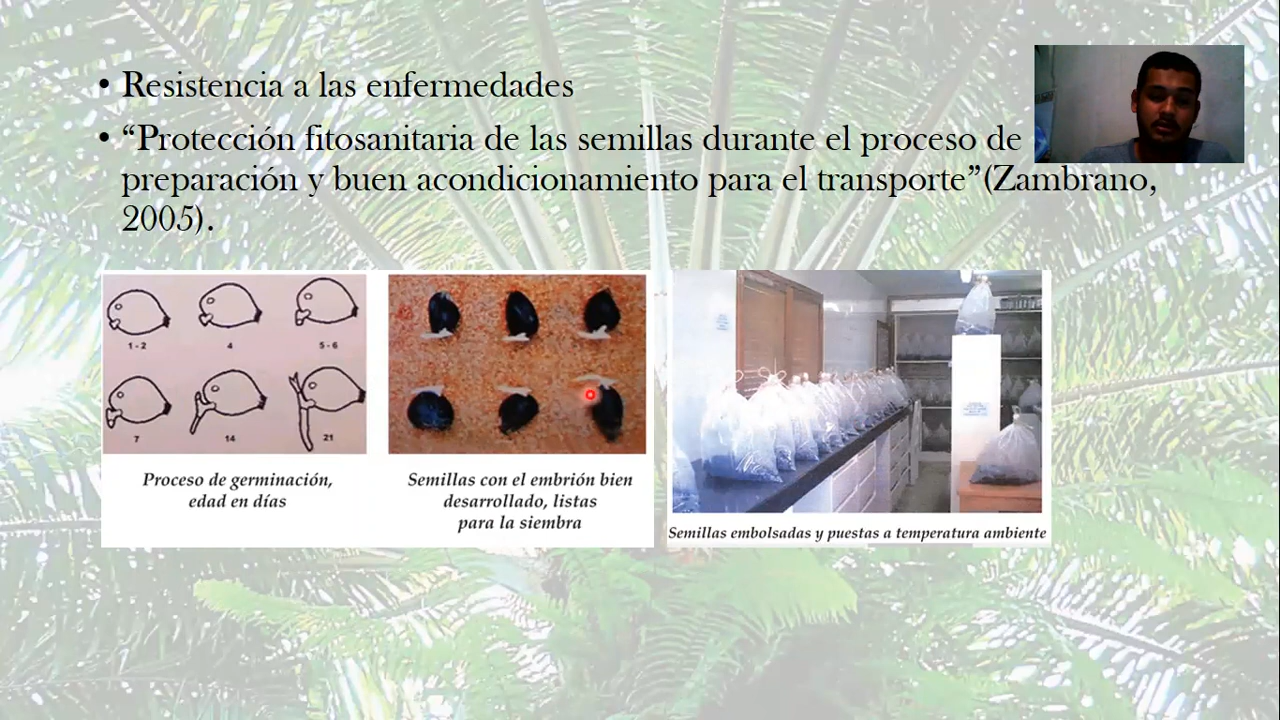 • Resistencia a las enfermedades
• “Protección fitosanitaria de las semillas durante el proceso de
preparación y buen acondicionamiento para el transporte”(Zambrano,
2005).
1 - 2
4
5 - 6
7
14
21
Proceso de germinación,
edad en días
Semillas con el embrión bien
desarrollado, listas
para la siembra
Semillas embolsadas y puestas a temperatura ambiente